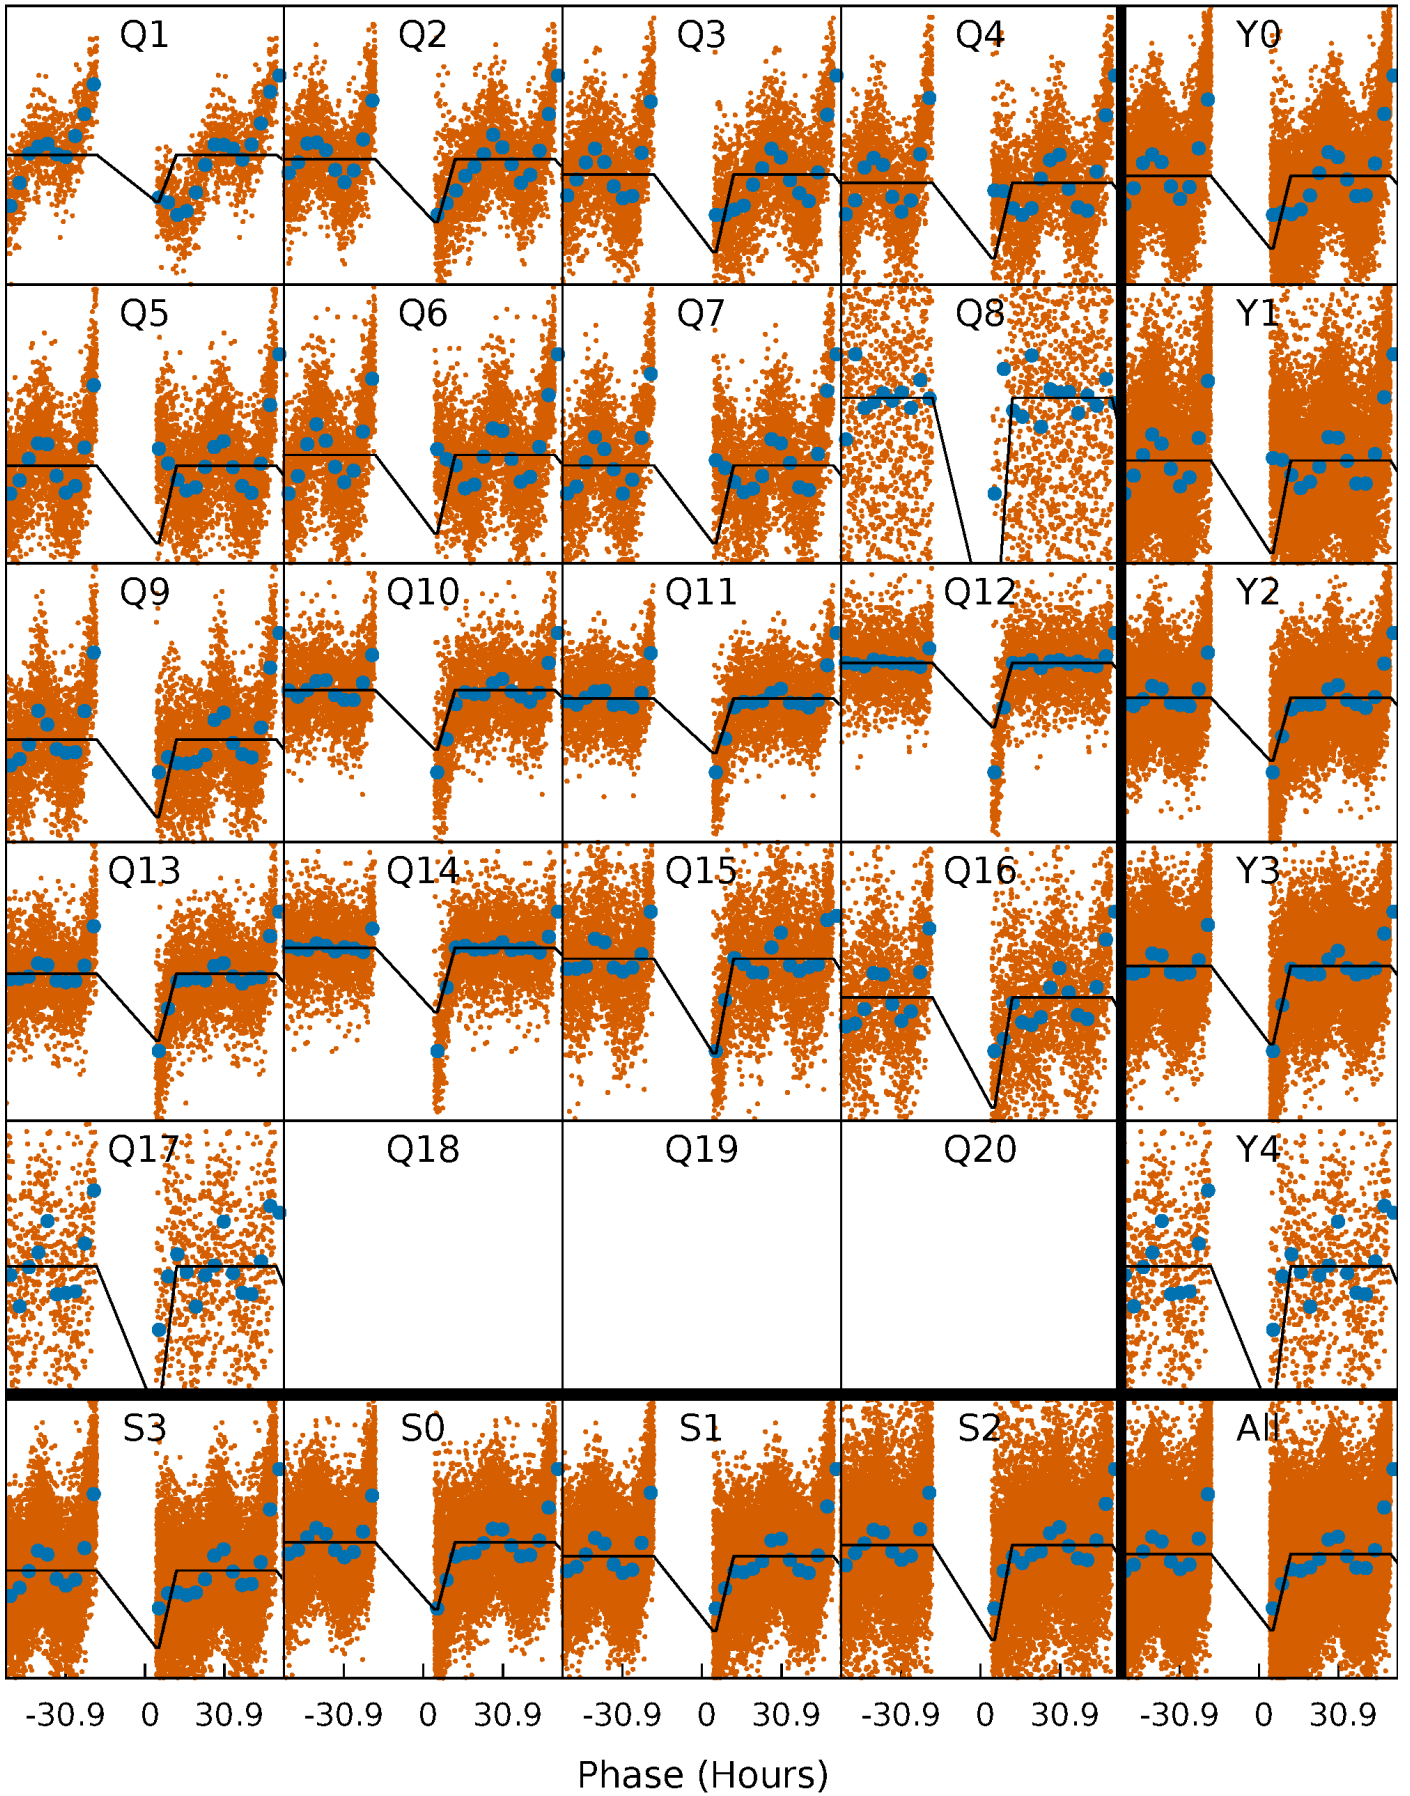 Q1 Q2 Q3 Q4 Y0
Q5 Q6 Q7 Q8 Y1
Q9 Q10 Q11 Q12 Y2
Q13 Q14 Q15 Q16 Y3
Q17 Q18 Q19 Q20 Y4
S3 S0 S1 S2 All
-30.9 0 30.9 -30.9 0 30.9 -30.9 0 30.9 -30.9 0 30.9 -30.9 0 30.9
Phase (Hours)